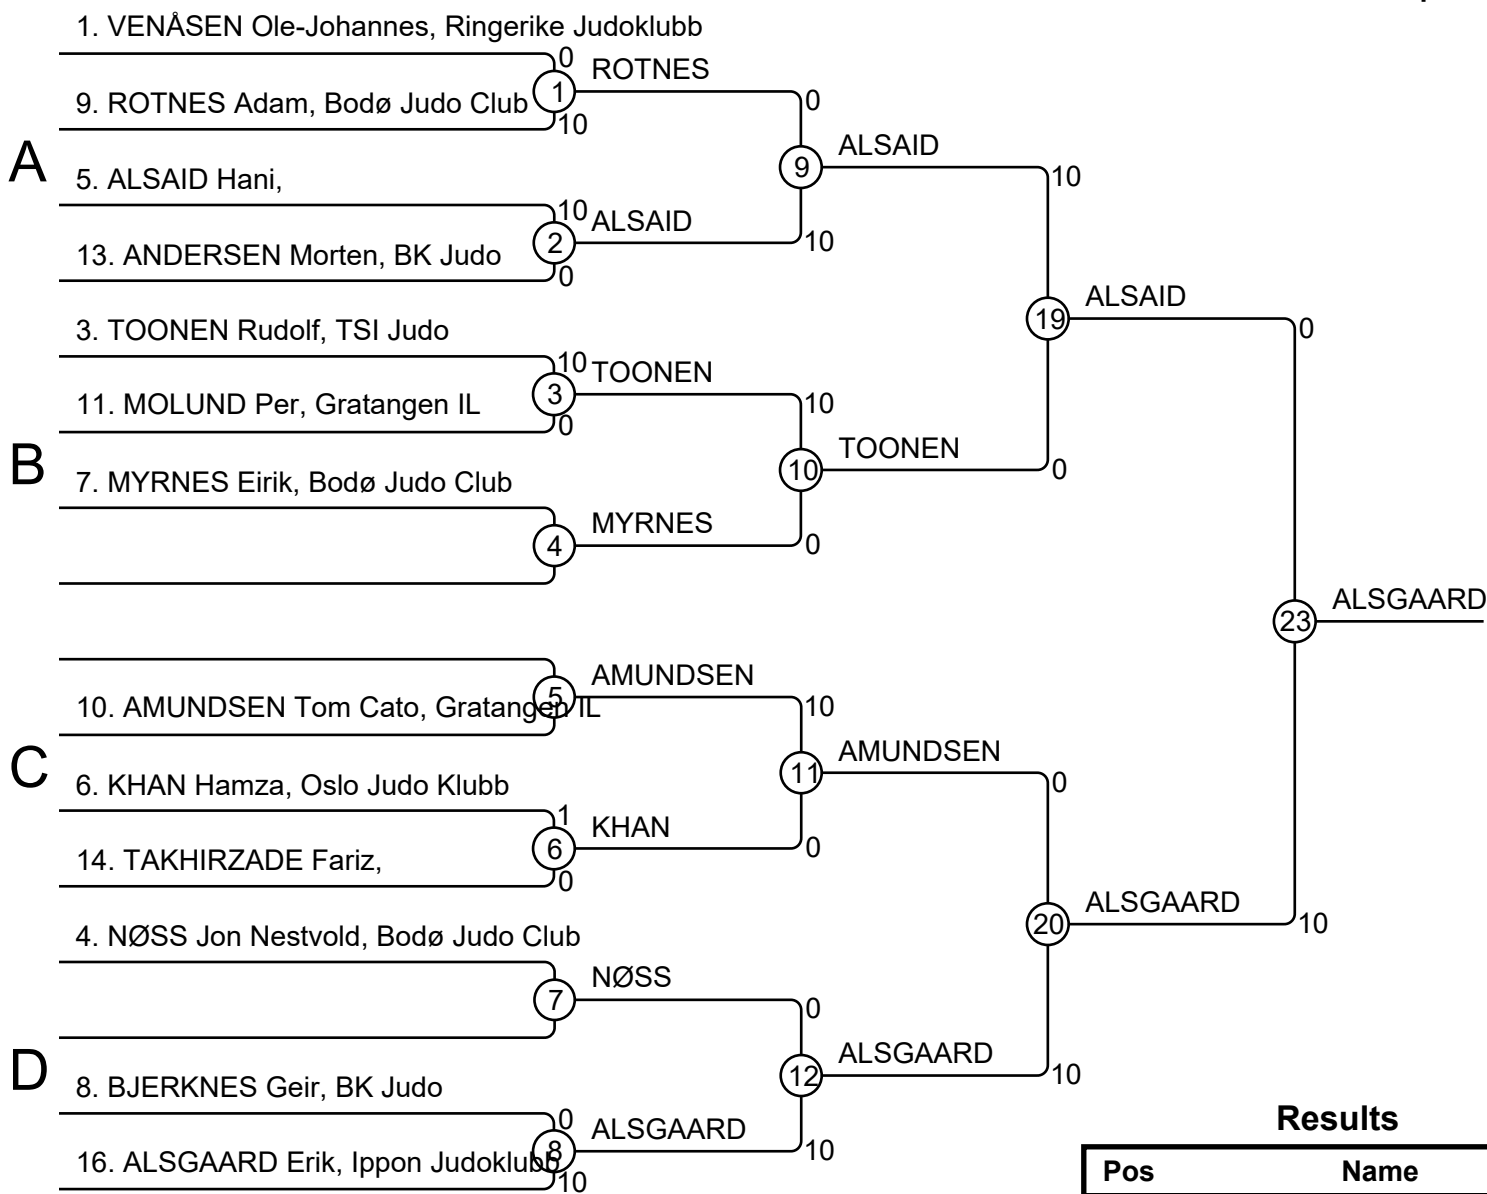 1. VENÅSEN Ole-Johannes, Ringerike Judoklubb
0
ROTNES
1
9. ROTNES Adam, Bodø Judo Club
10
0
A
ALSAID
9
10
5. ALSAID Hani,
10
ALSAID
2
10
13. ANDERSEN Morten, BK Judo
0
ALSAID
19
0
3. TOONEN Rudolf, TSI Judo
10
TOONEN
3
10
11. MOLUND Per, Gratangen IL
0
B
TOONEN
10
0
7. MYRNES Eirik, Bodø Judo Club
MYRNES
4
0
ALSGAARD
23
AMUNDSEN
5
10
10. AMUNDSEN Tom Cato, Gratangen IL
C
AMUNDSEN
11
0
6. KHAN Hamza, Oslo Judo Klubb
1
KHAN
6
0
14. TAKHIRZADE Fariz,
0
ALSGAARD
20
10
4. NØSS Jon Nestvold, Bodø Judo Club
NØSS
7
0
D
ALSGAARD
12
10
8. BJERKNES Geir, BK Judo
0
ALSGAARD
8
10
16. ALSGAARD Erik, Ippon Judoklubb
10
Results
Pos Name